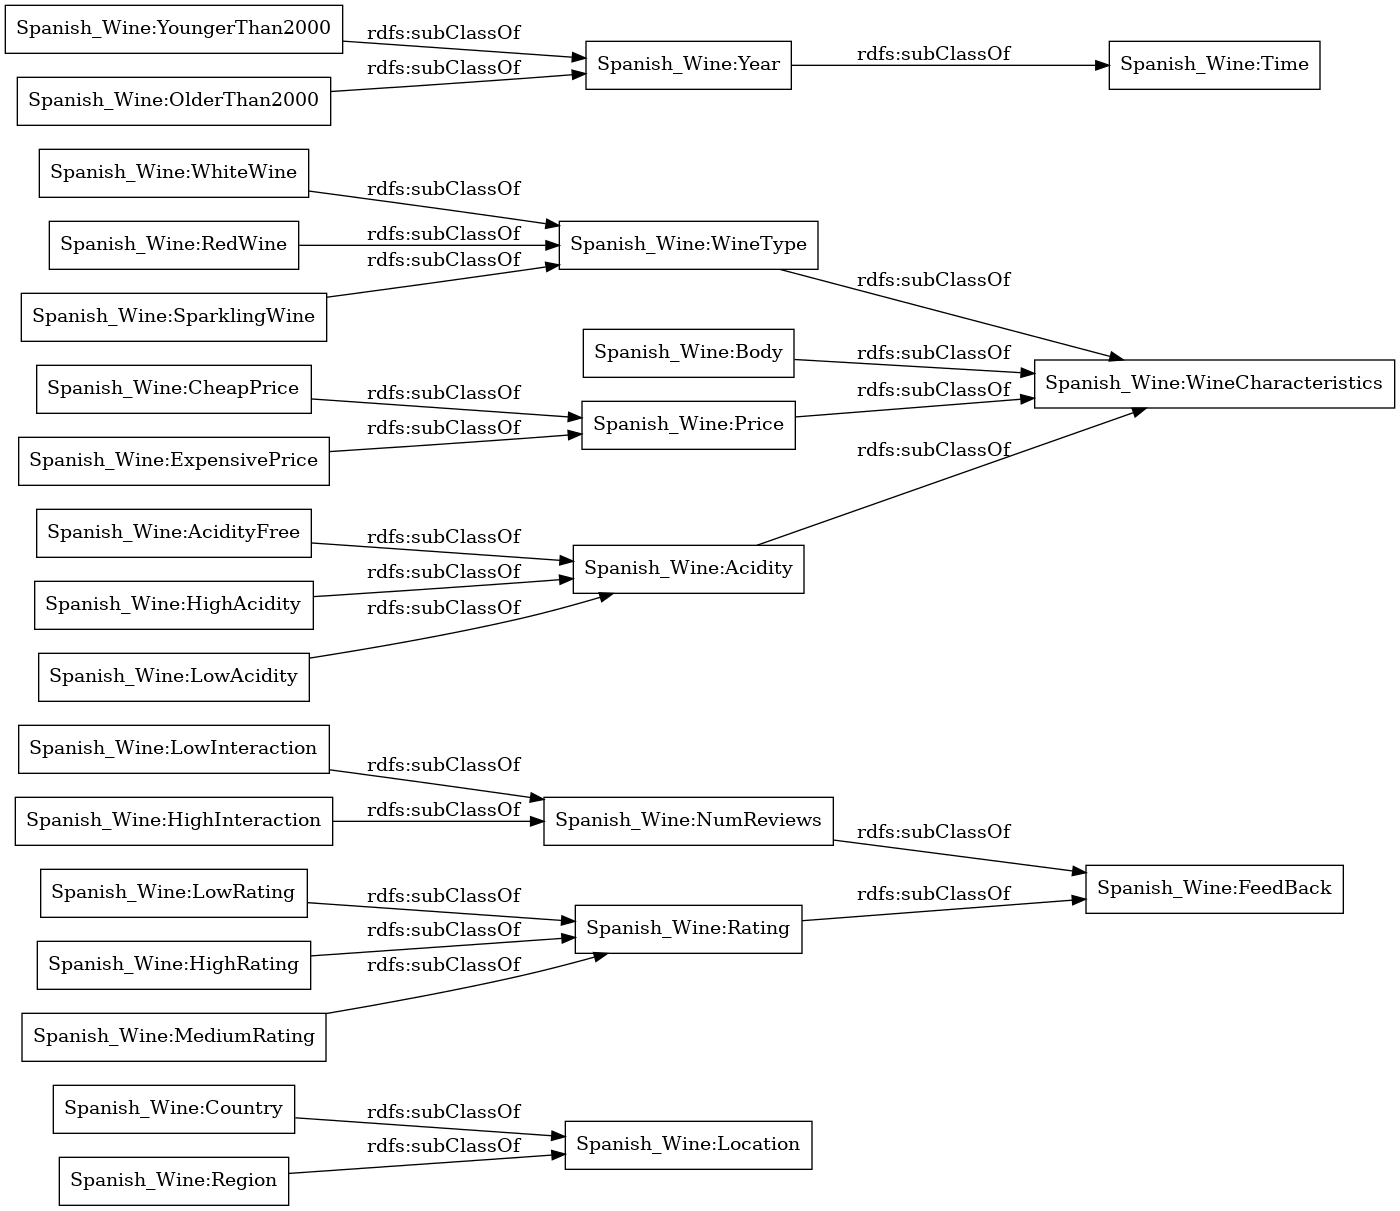 Spanish_Wine:YoungerThan2000
rdfs:subClassOf
Spanish_Wine:Year
rdfs:subClassOf
Spanish_Wine:Time
rdfs:subClassOf
Spanish_Wine:OlderThan2000
Spanish_Wine:WhiteWine
rdfs:subClassOf
Spanish_Wine:RedWine
rdfs:subClassOf
Spanish_Wine:WineType
rdfs:subClassOf
rdfs:subClassOf
Spanish_Wine:SparklingWine
Spanish_Wine:Body
rdfs:subClassOf
Spanish_Wine:CheapPrice
rdfs:subClassOf
rdfs:subClassOf
Spanish_Wine:WineCharacteristics
Spanish_Wine:Price
rdfs:subClassOf
Spanish_Wine:ExpensivePrice
rdfs:subClassOf
Spanish_Wine:AcidityFree
rdfs:subClassOf
Spanish_Wine:Acidity
Spanish_Wine:HighAcidity
rdfs:subClassOf
rdfs:subClassOf
Spanish_Wine:LowAcidity
Spanish_Wine:LowInteraction
rdfs:subClassOf
Spanish_Wine:HighInteraction
rdfs:subClassOf
Spanish_Wine:NumReviews
rdfs:subClassOf
Spanish_Wine:LowRating
rdfs:subClassOf
rdfs:subClassOf
Spanish_Wine:FeedBack
Spanish_Wine:Rating
rdfs:subClassOf
Spanish_Wine:HighRating
rdfs:subClassOf
Spanish_Wine:MediumRating
Spanish_Wine:Country
rdfs:subClassOf
Spanish_Wine:Location
rdfs:subClassOf
Spanish_Wine:Region